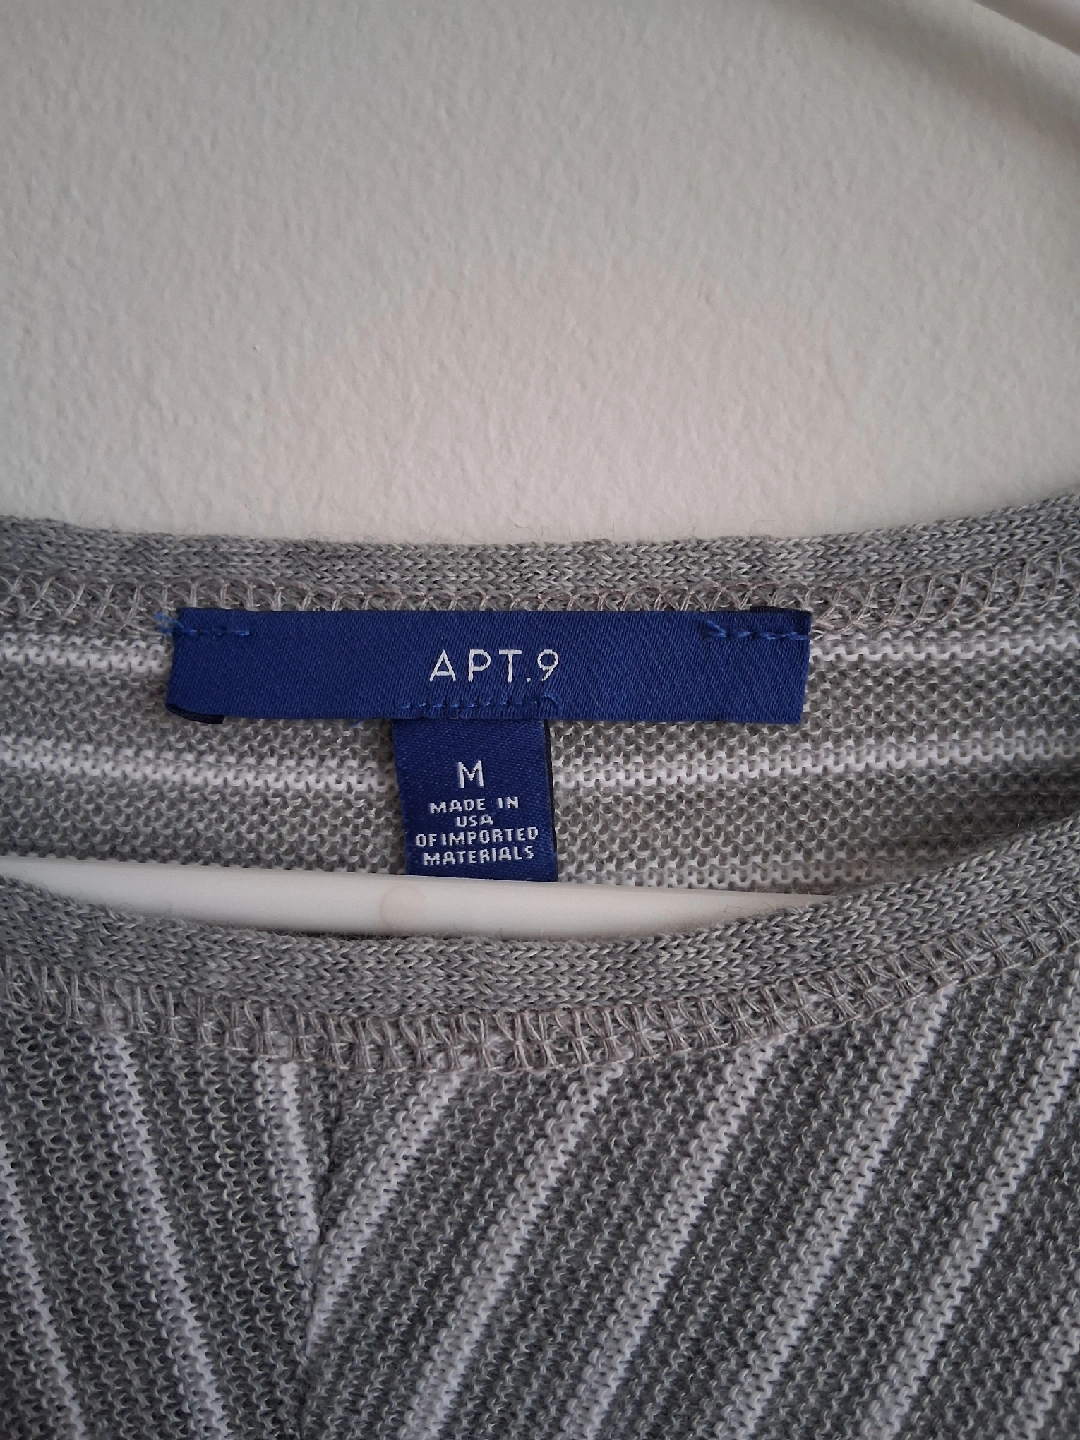 APT.9
M
MADE IN
USA
OF IMPORTED
MATERIALS